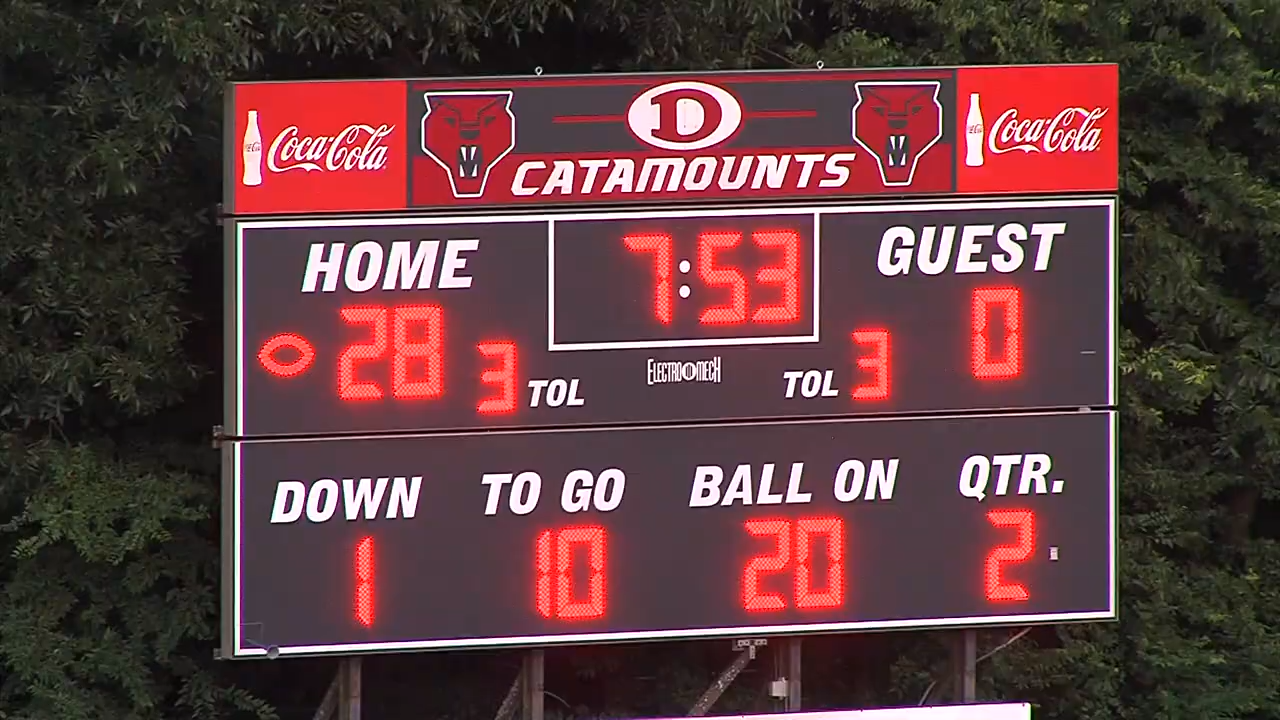 Coca-Cola
D
CATAMOUNTS
Coca-Cola
HOME
7:53
GUEST
28
3 TOL
ELECTRO MECH
TOL 3
0
DOWN
TO GO
BALL ON
QTR.
1
10
20
2